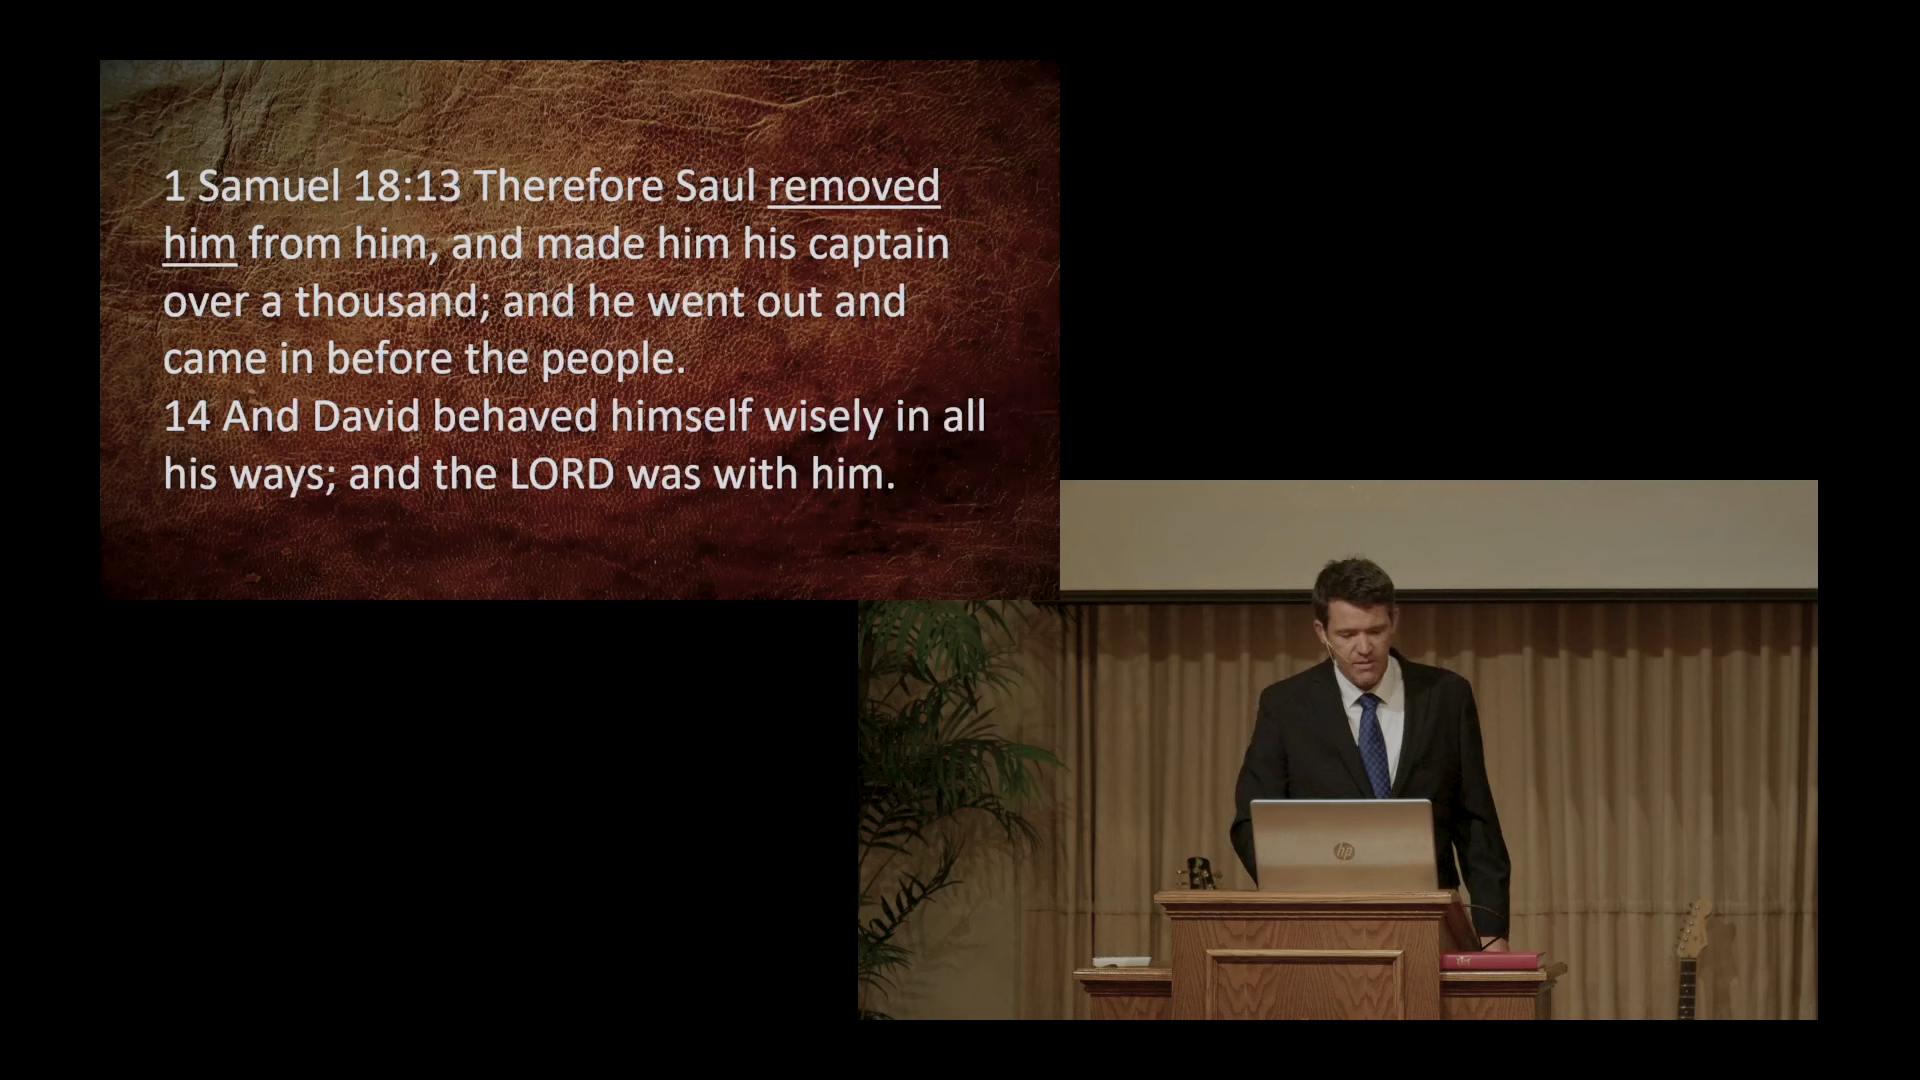 1 Samuel 18:13 Therefore Saul removed
him from him, and made him his captain
over a thousand; and he went out and
came in before the people.
14 And David behaved himself wisely in all
his ways; and the LORD was with him.
hp